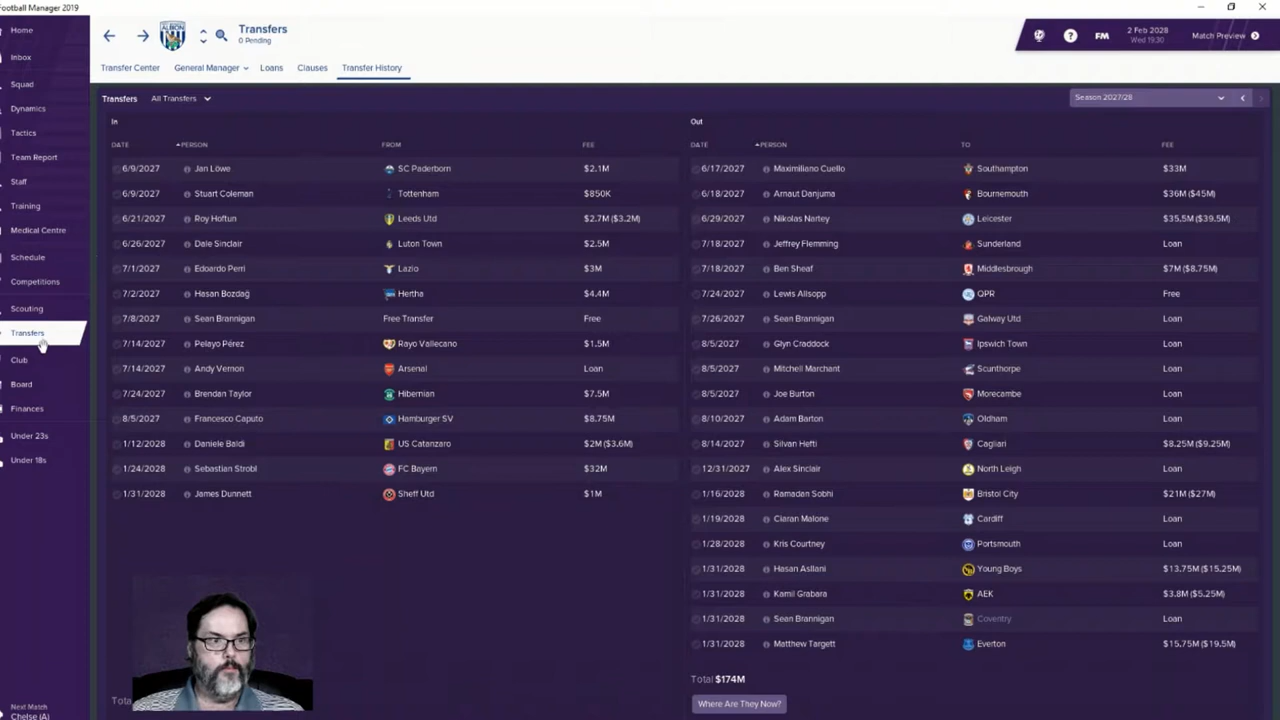 Football Manager 2019
Home
Inbox
Squad
Dynamics
Tactics
Team Report
Staff
Training
Medical Centre
Schedule
Competitions
Scouting
Transfers
Club
Board
Finances
Under 23s
Under 18s
Next Match
Chelse (A)
ALBION
Transfers
0 Pending
FM
2 Feb 2028
Wed 19:30
Match Preview
Transfer Center
General Manager
Loans
Clauses
Transfer History
Transfers All Transfers
Season 2027/28
In
DATE PERSON FROM FEE
6/9/2027 Jan Löwe SC Paderborn $2.1M
6/9/2027 Stuart Coleman Tottenham $850K
6/21/2027 Roy Hoftun Leeds Utd $2.7M ($3.2M)
6/26/2027 Dale Sinclair Luton Town $2.5M
7/1/2027 Edoardo Perri Lazio $3M
7/2/2027 Hasan Bozdağ Hertha $4.4M
7/8/2027 Sean Brannigan Free Transfer Free
7/14/2027 Pelayo Pérez Rayo Vallecano $1.5M
7/14/2027 Andy Vernon Arsenal Loan
7/24/2027 Brendan Taylor Hibernian $7.5M
8/5/2027 Francesco Caputo Hamburger SV $8.75M
1/12/2028 Daniele Baldi US Catanzaro $2M ($3.6M)
1/24/2028 Sebastian Strobl FC Bayern $32M
1/31/2028 James Dunnett Sheff Utd $1M
Tota
Out
DATE PERSON TO FEE
6/17/2027 Maximiliano Cuello Southampton $33M
6/18/2027 Arnaut Danjuma Bournemouth $36M ($45M)
6/29/2027 Nikolas Nartey Leicester $35.5M ($39.5M)
7/18/2027 Jeffrey Flemming Sunderland Loan
7/18/2027 Ben Sheaf Middlesbrough $7M ($8.75M)
7/24/2027 Lewis Allsopp QPR Free
7/26/2027 Sean Brannigan Galway Utd Loan
8/5/2027 Glyn Craddock Ipswich Town Loan
8/5/2027 Mitchell Marchant Scunthorpe Loan
8/5/2027 Joe Burton Morecambe Loan
8/10/2027 Adam Barton Oldham Loan
8/14/2027 Silvan Hefti Cagliari $8.25M ($9.25M)
12/31/2027 Alex Sinclair North Leigh Loan
1/16/2028 Ramadan Sobhi Bristol City $21M ($27M)
1/19/2028 Ciaran Malone Cardiff Loan
1/28/2028 Kris Courtney Portsmouth Loan
1/31/2028 Hasan Asllani Young Boys $13.75M ($15.25M)
1/31/2028 Kamil Grabara AEK $3.8M ($5.25M)
1/31/2028 Sean Brannigan Coventry Loan
1/31/2028 Matthew Targett Everton $15.75M ($19.5M)
Total $174M
Where Are They Now?